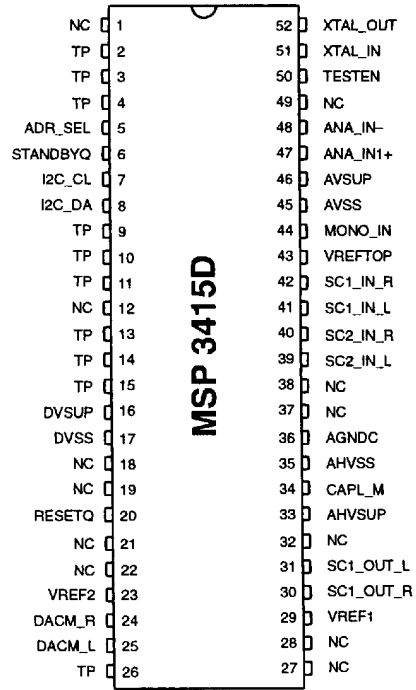 NC 1 52 XTAL_OUT
TP 2 51 XTAL_IN
TP 3 50 TESTEN
TP 4 49 NC
ADR_SEL 5 48 ANA_IN–
STANDBYQ 6 47 ANA_IN1+
I2C_CL 7 46 AVSUP
I2C_DA 8 45 AVSS
TP 9 44 MONO_IN
TP 10 43 VREFTOP
TP 11 42 SC1_IN_R
NC 12 41 SC1_IN_L
TP 13 40 SC2_IN_R
TP 14 39 SC2_IN_L
TP 15 38 NC
DVSUP 16 37 NC
DVSS 17 36 AGNDC
NC 18 35 AHVSS
NC 19 34 CAPL_M
RESETQ 20 33 AHVSUP
NC 21 32 NC
NC 22 31 SC1_OUT_L
VREF2 23 30 SC1_OUT_R
DACM_R 24 29 VREF1
DACM_L 25 28 NC
TP 26 27 NC
MSP 3415D